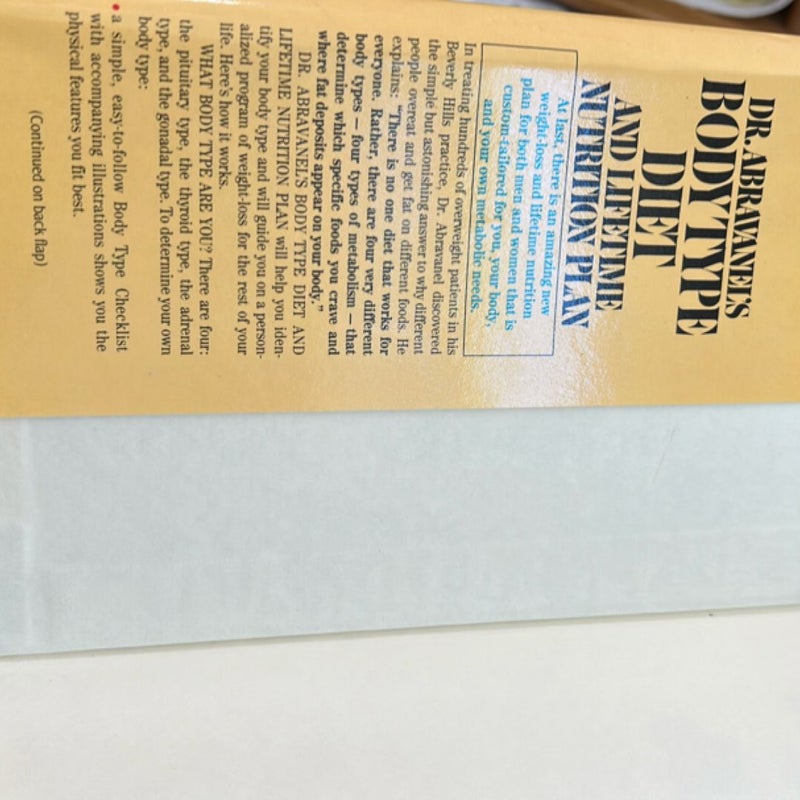 DR. ABRAVANEL'S
BODY TYPE
DIET
AND LIFETIME
NUTRITION PLAN
At last, there is an amazing new
weight-loss and lifetime nutrition
plan for both men and women that is
custom-tailored for you, your body,
and your own metabolic needs.
In treating hundreds of overweight patients in his
Beverly Hills practice, Dr. Abravanel discovered
the simple but astonishing answer to why different
people overeat and get fat on different foods. He
explains: "There is no one diet that works for
everyone. Rather, there are four very different
body types — four types of metabolism — that
determine which specific foods you crave and
where fat deposits appear on your body."
DR. ABRAVANEL'S BODY TYPE DIET AND
LIFETIME NUTRITION PLAN will help you iden-
tify your body type and will guide you on a person-
alized program of weight-loss for the rest of your
life. Here's how it works.
WHAT BODY TYPE ARE YOU? There are four:
the pituitary type, the thyroid type, the adrenal
type, and the gonadal type. To determine your own
body type:
• a simple, easy-to-follow Body Type Checklist
with accompanying illustrations shows you the
physical features you fit best.
(Continued on back flap)